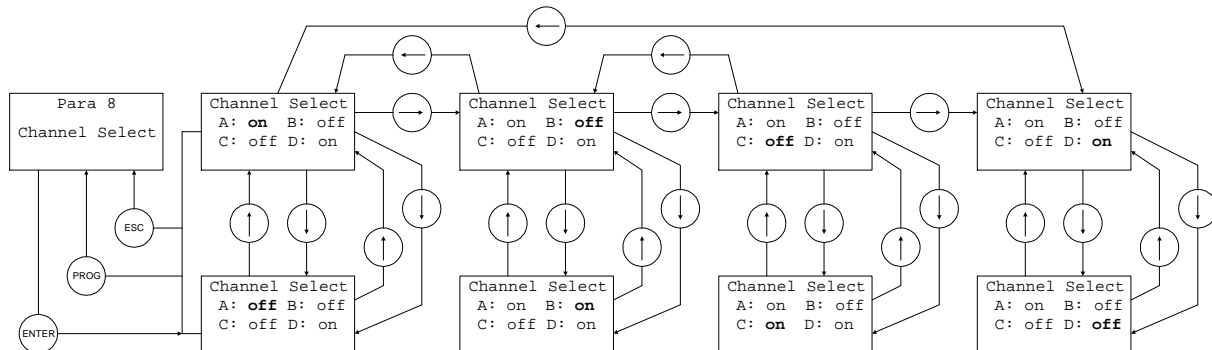 Para 8
Channel Select
Channel Select
A: on B: off
C: off D: on
Channel Select
A: on B: off
C: off D: on
Channel Select
A: on B: off
C: off D: on
Channel Select
A: on B: off
C: off D: on
ESC
PROG
ENTER
Channel Select
A: off B: off
C: off D: on
Channel Select
A: on B: on
C: off D: on
Channel Select
A: on B: off
C: on D: on
Channel Select
A: on B: off
C: off D: off